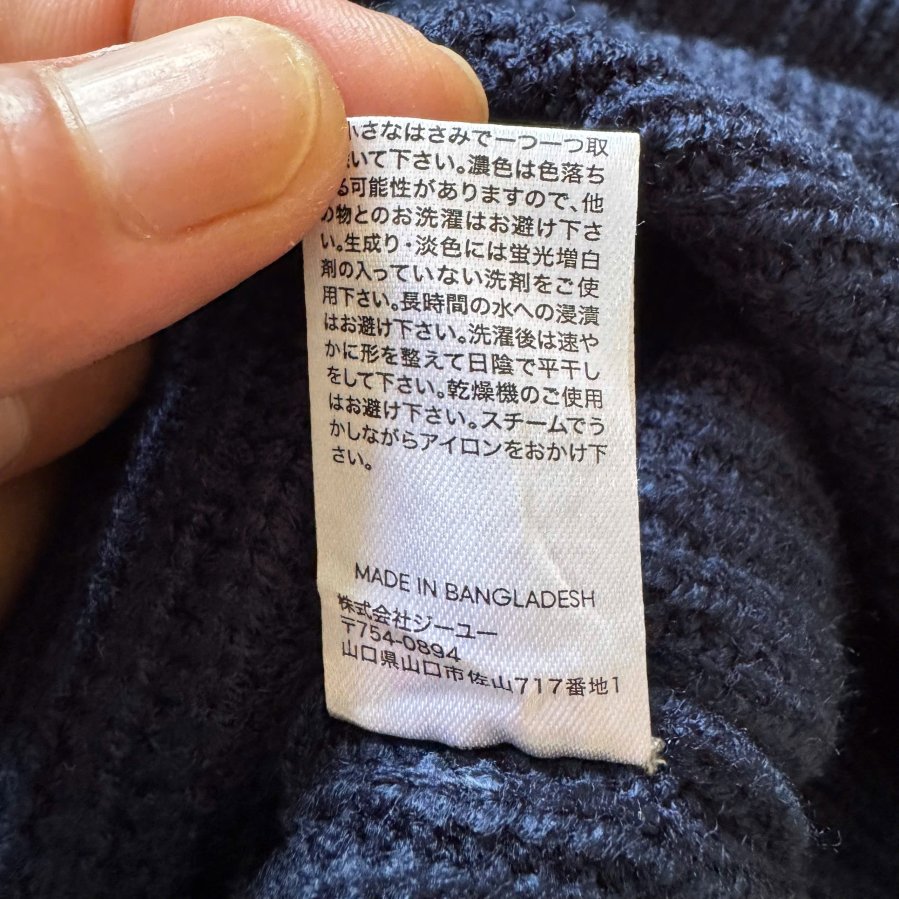 小さなはさみで一つ一つ取
いて下さい。濃色は色落ち
る可能性がありますので、他
の物とのお洗濯はお避け下さ
い。生成り・淡色には蛍光増白
剤の入っていない洗剤をご使
用下さい。長時間の水への浸漬
はお避け下さい。洗濯後は速や
かに形を整えて日陰で平干し
をして下さい。乾燥機のご使用
はお避け下さい。スチームでう
かしながらアイロンをおかけ下
さい。
MADE IN BANGLADESH
株式会社ジーユー
〒754-0894
山口県山口市佐山717番地1